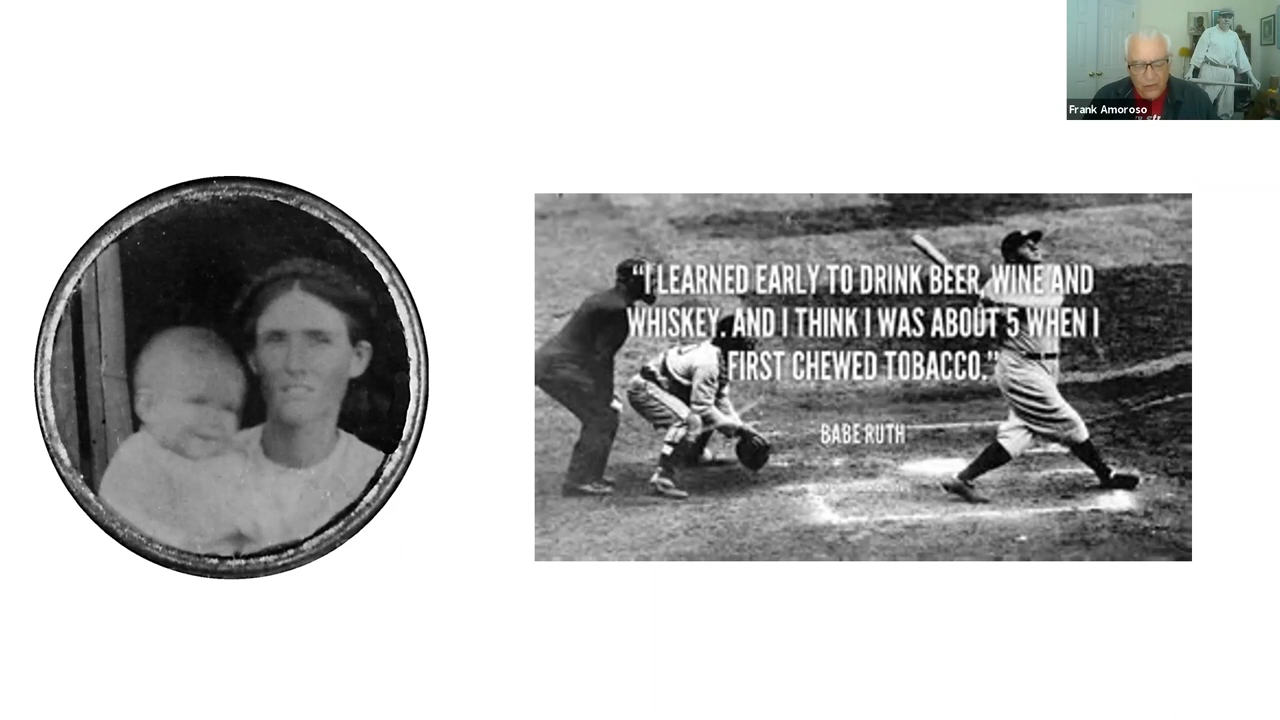 Frank Amoroso
“I LEARNED EARLY TO DRINK BEER, WINE AND
WHISKEY. AND I THINK I WAS ABOUT 5 WHEN I
FIRST CHEWED TOBACCO.”
BABE RUTH